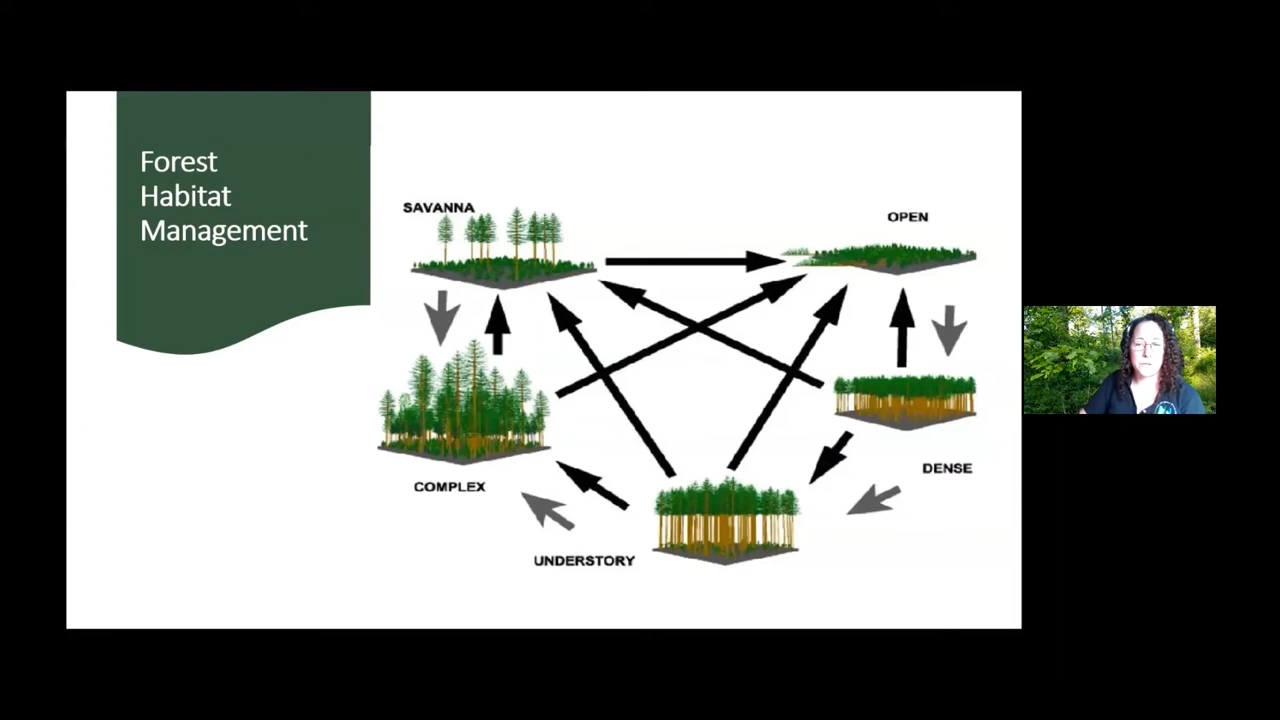 Forest
Habitat
Management
SAVANNA
OPEN
COMPLEX
DENSE
UNDERSTORY